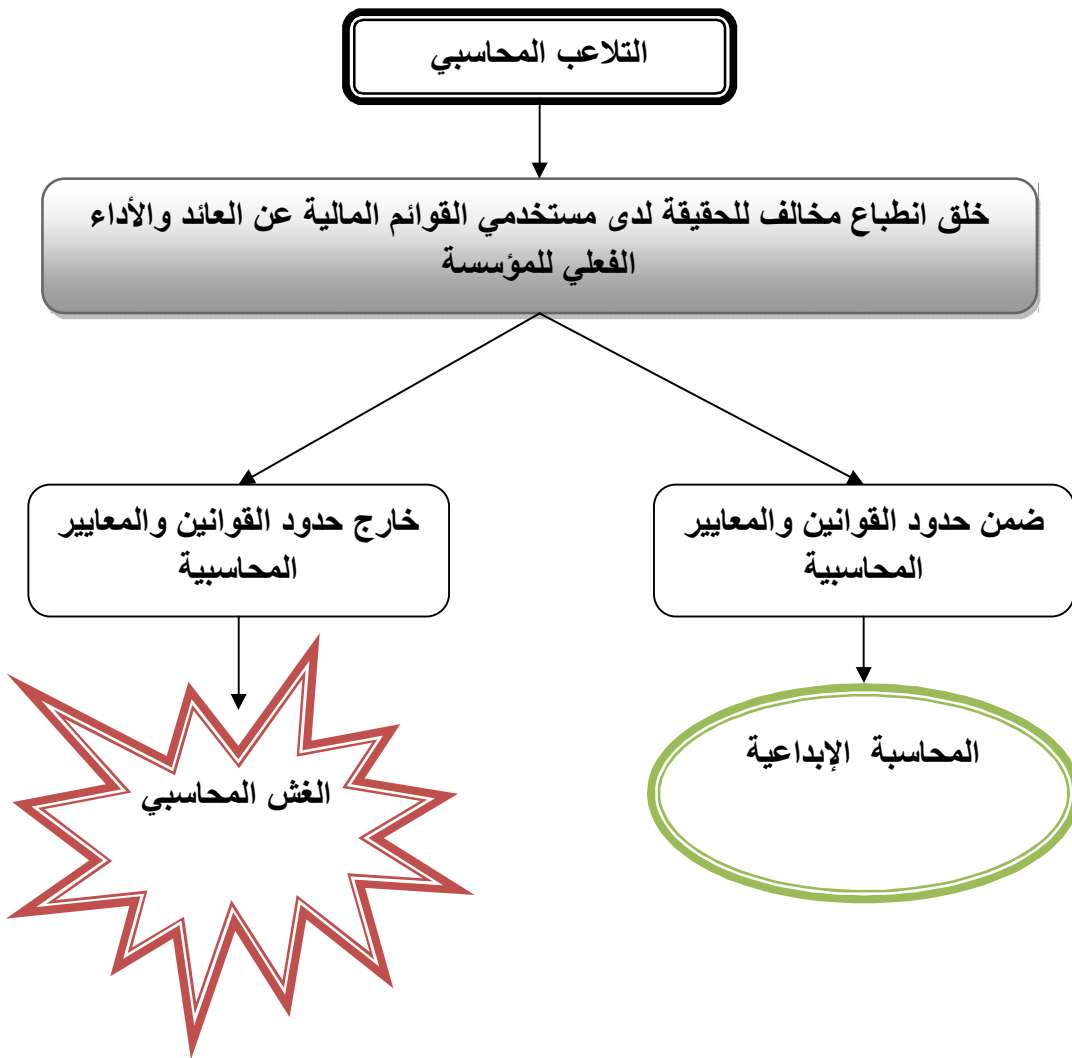 التلاعب المحاسبي
خلق انطباع مخالف للحقيقة لدى مستخدمي القوائم المالية عن العائد والأداء
الفعلي للمؤسسة
ضمن حدود القوانين والمعايير
المحاسبية
خارج حدود القوانين والمعايير
المحاسبية
المحاسبة الإبداعية
الغش المحاسبي